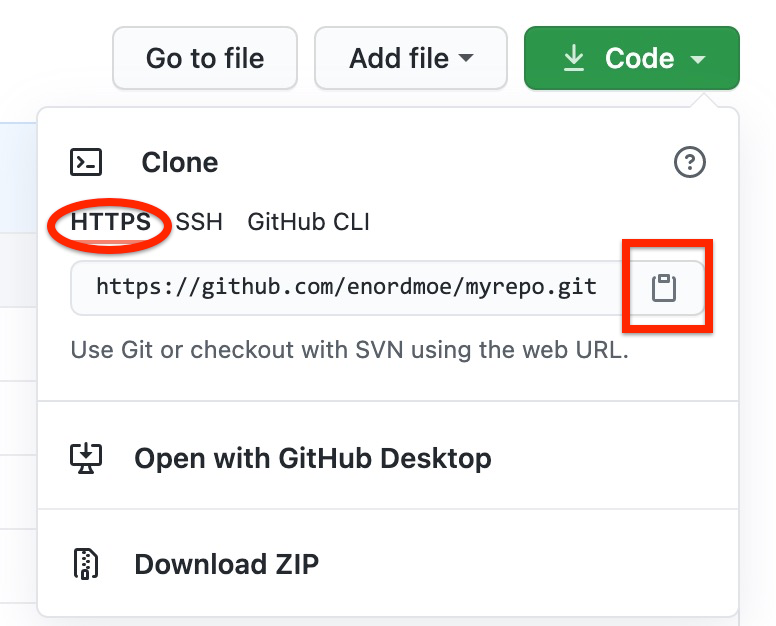 Go to file Add file Code
Clone
HTTPS SSH GitHub CLI
https://github.com/enordmoe/myrepo.git
Use Git or checkout with SVN using the web URL.
Open with GitHub Desktop
Download ZIP